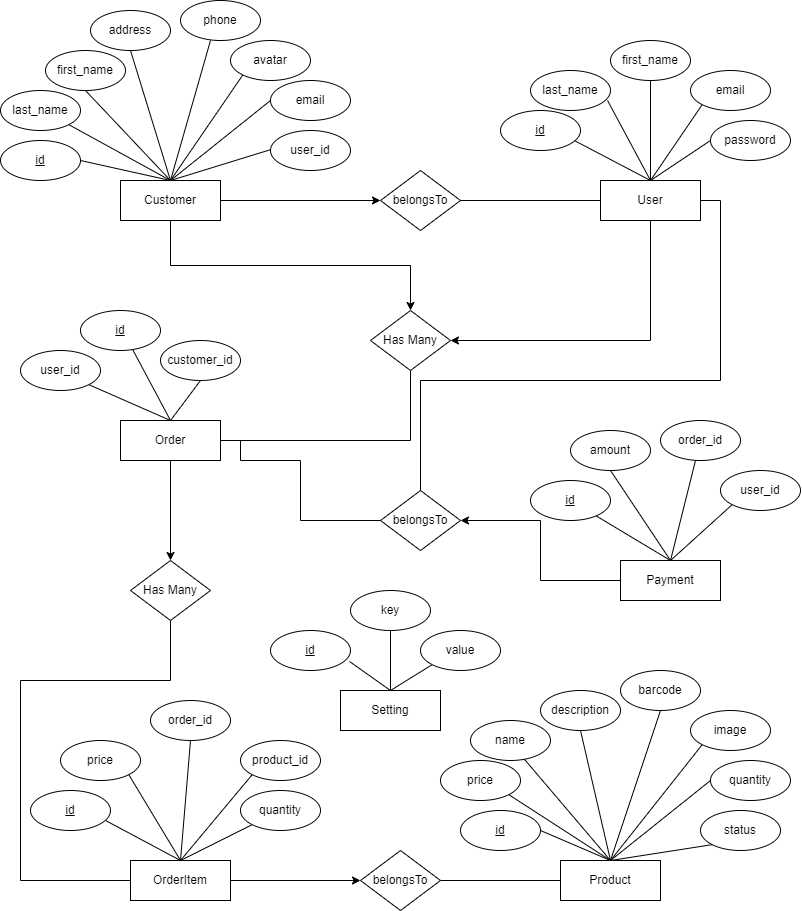 phone
address
avatar
first_name
email
last_name
user_id
id
Customer
belongsTo
first_name
last_name
email
id
password
User
Has Many
id
user_id
customer_id
Order
belongsTo
order_id
amount
user_id
id
Payment
Has Many
key
id
value
Setting
order_id
price
product_id
id
quantity
OrderItem
belongsTo
barcode
description
name
image
price
quantity
id
status
Product